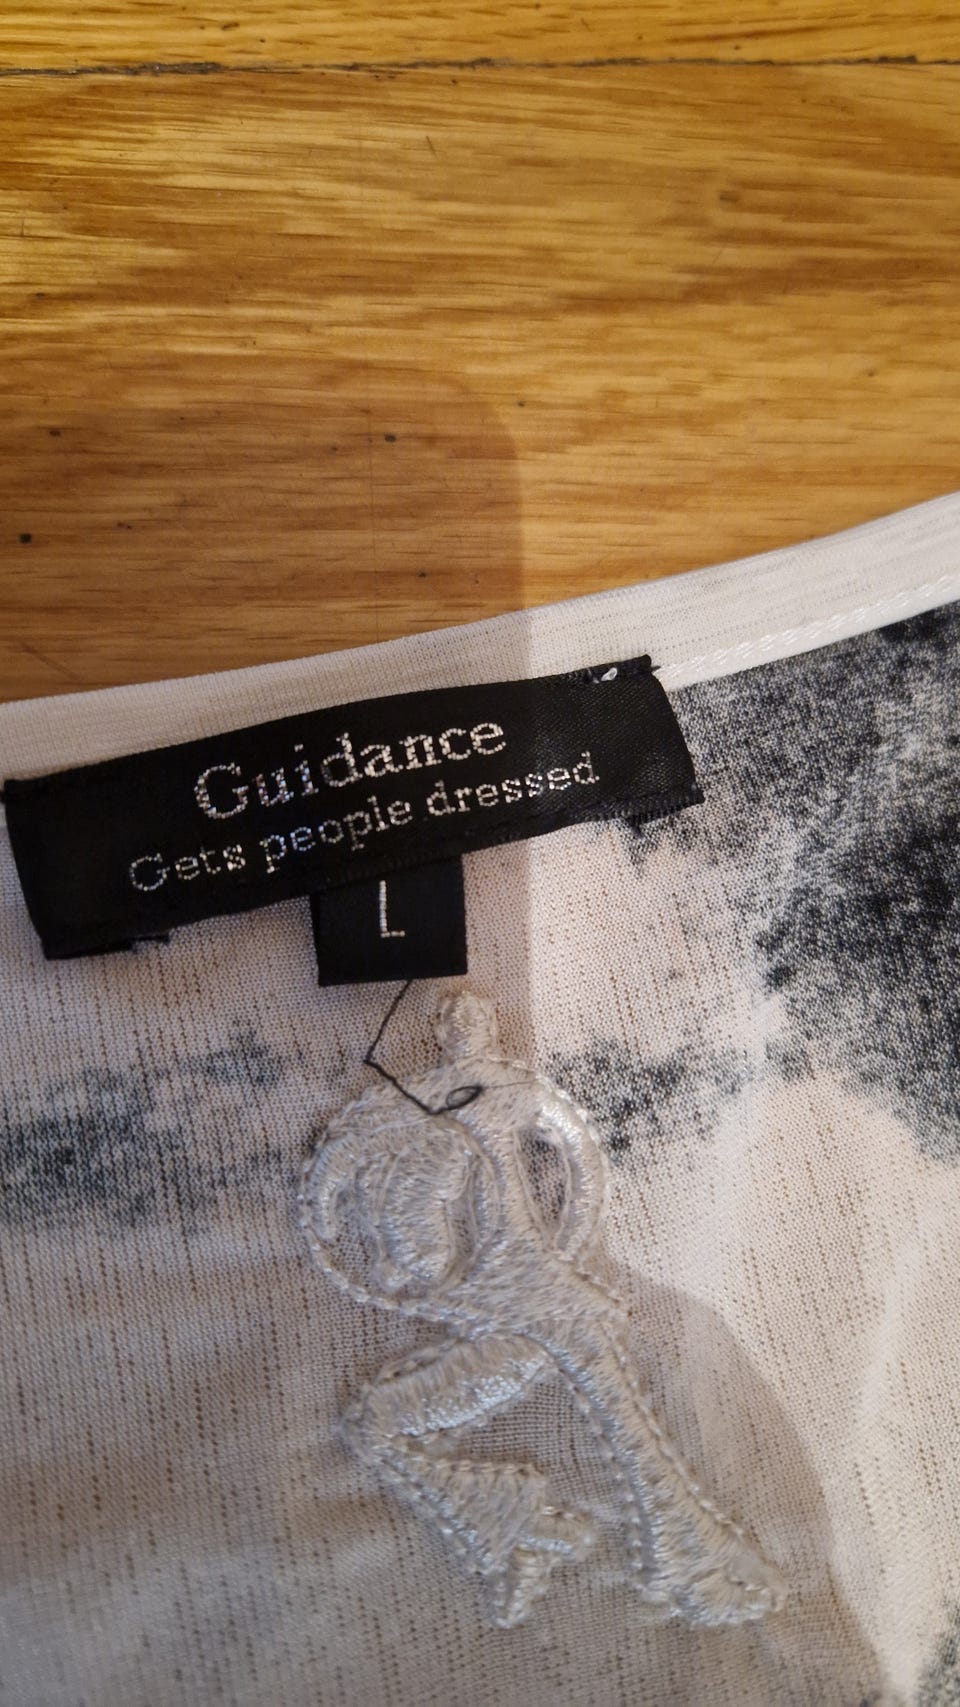 Guidance
Gets people dressed
L